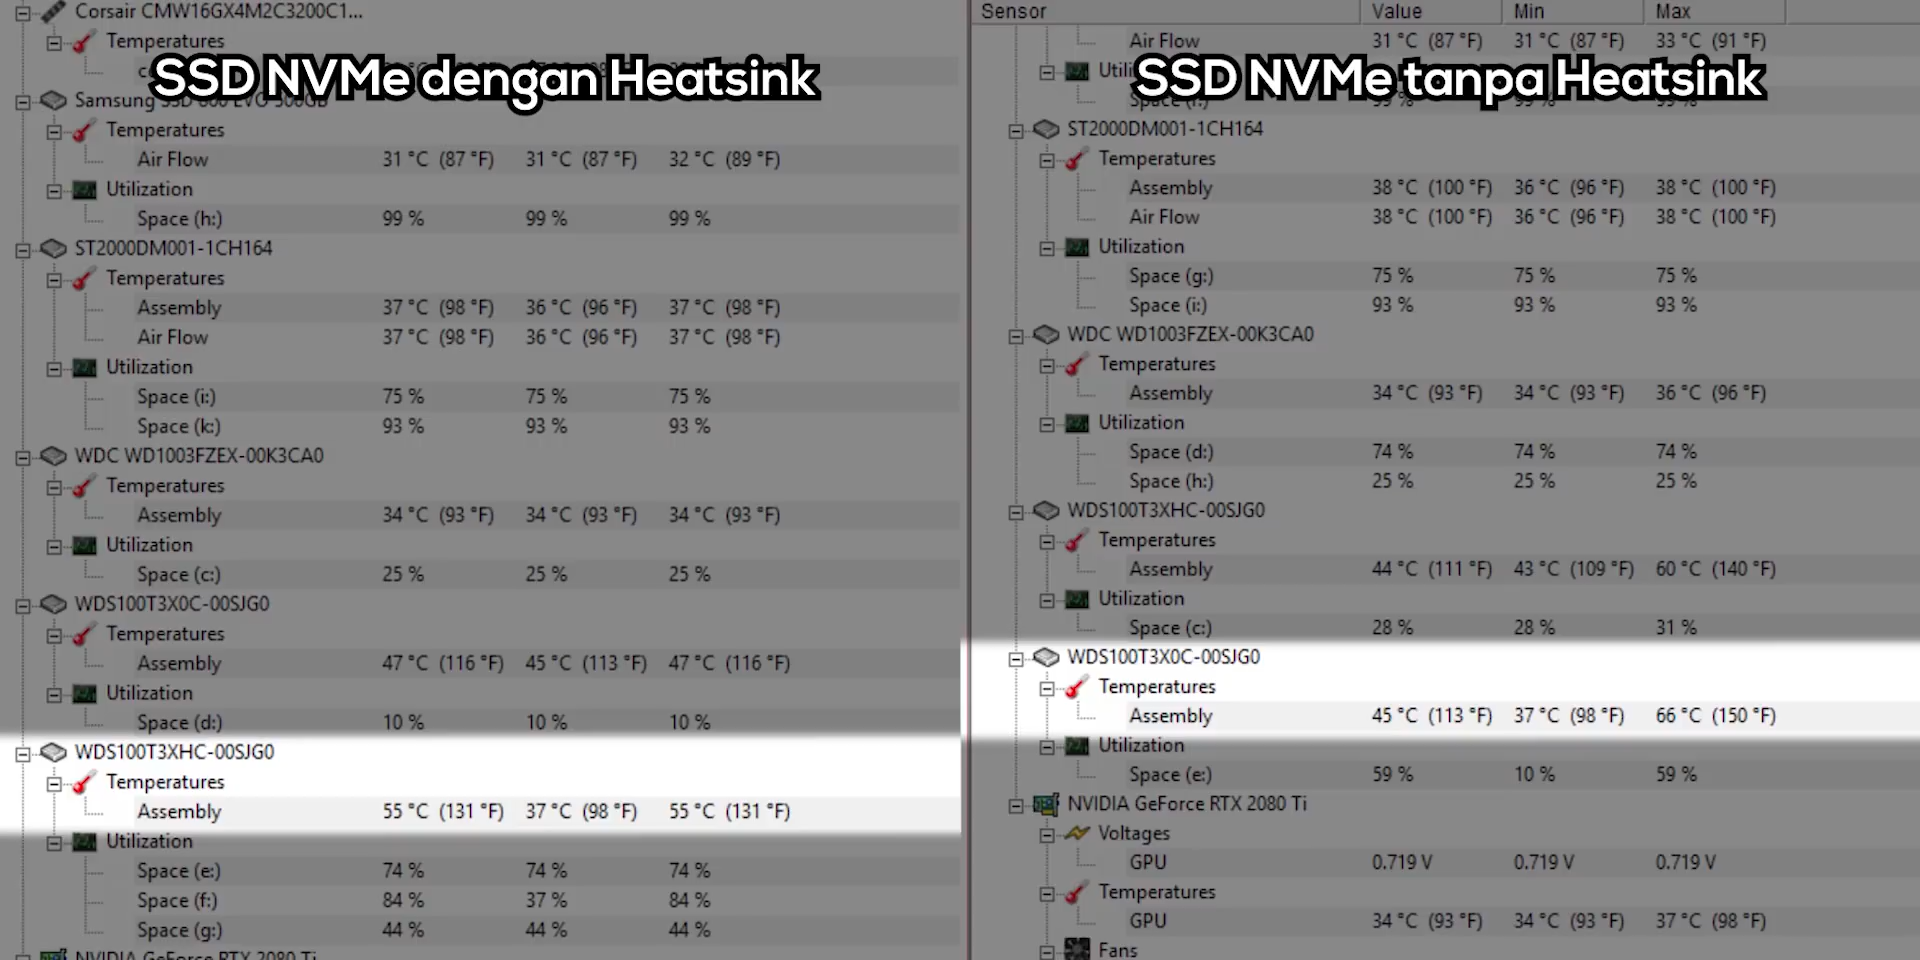 Corsair CMW16GX4M2C3200C1...
Temperatures
SSD NVMe dengan Heatsink
Temperatures
Air Flow 31 °C (87 °F) 31 °C (87 °F) 32 °C (89 °F)
Utilization
Space (h:) 99 % 99 % 99 %
ST2000DM001-1CH164
Temperatures
Assembly 37 °C (98 °F) 36 °C (96 °F) 37 °C (98 °F)
Air Flow 37 °C (98 °F) 36 °C (96 °F) 37 °C (98 °F)
Utilization
Space (i:) 75 % 75 % 75 %
Space (k:) 93 % 93 % 93 %
WDC WD1003FZEX-00K3CA0
Temperatures
Assembly 34 °C (93 °F) 34 °C (93 °F) 34 °C (93 °F)
Utilization
Space (c:) 25 % 25 % 25 %
WDS100T3X0C-00SJG0
Temperatures
Assembly 47 °C (116 °F) 45 °C (113 °F) 47 °C (116 °F)
Utilization
Space (d:) 10 % 10 % 10 %
WDS100T3XHC-00SJG0
Temperatures
Assembly 55 °C (131 °F) 37 °C (98 °F) 55 °C (131 °F)
Utilization
Space (e:) 74 % 74 % 74 %
Space (f:) 84 % 37 % 84 %
Space (g:) 44 % 44 % 44 %
NVIDIA GeForce RTX 2080 Ti
Sensor Value Min Max
Air Flow 31 °C (87 °F) 31 °C (87 °F) 33 °C (91 °F)
SSD NVMe tanpa Heatsink
ST2000DM001-1CH164
Temperatures
Assembly 38 °C (100 °F) 36 °C (96 °F) 38 °C (100 °F)
Air Flow 38 °C (100 °F) 36 °C (96 °F) 38 °C (100 °F)
Utilization
Space (g:) 75 % 75 % 75 %
Space (i:) 93 % 93 % 93 %
WDC WD1003FZEX-00K3CA0
Temperatures
Assembly 34 °C (93 °F) 34 °C (93 °F) 36 °C (96 °F)
Utilization
Space (d:) 74 % 74 % 74 %
Space (h:) 25 % 25 % 25 %
WDS100T3XHC-00SJG0
Temperatures
Assembly 44 °C (111 °F) 43 °C (109 °F) 60 °C (140 °F)
Utilization
Space (c:) 28 % 28 % 31 %
WDS100T3X0C-00SJG0
Temperatures
Assembly 45 °C (113 °F) 37 °C (98 °F) 66 °C (150 °F)
Utilization
Space (e:) 59 % 10 % 59 %
NVIDIA GeForce RTX 2080 Ti
Voltages
GPU 0.719 V 0.719 V 0.719 V
Temperatures
GPU 34 °C (93 °F) 34 °C (93 °F) 37 °C (98 °F)
Fans